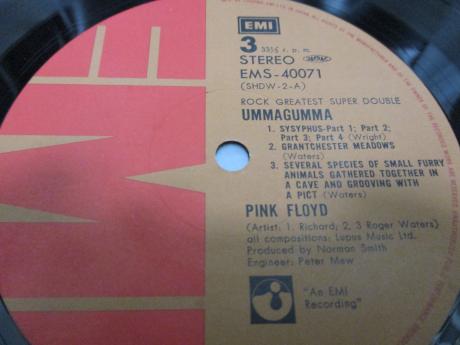 EMI
3 33⅓ r. p. m.
STEREO
EMS-40071
(SHDW-2-A)
ROCK GREATEST SUPER DOUBLE
UMMAGUMMA
1. SYSYPHUS-Part 1; Part 2;
Part 3; Part 4 (Wright)
2. GRANTCHESTER MEADOWS
(Waters)
3. SEVERAL SPECIES OF SMALL FURRY
ANIMALS GATHERED TOGETHER IN
A CAVE AND GROOVING WITH
A PICT (Waters)
PINK FLOYD
(Artist: 1. Richard; 2, 3 Roger Waters)
all compositions: Lupus Music Ltd.
Produced by Norman Smith
Engineer: Peter Mew
"An EMI
Recording"